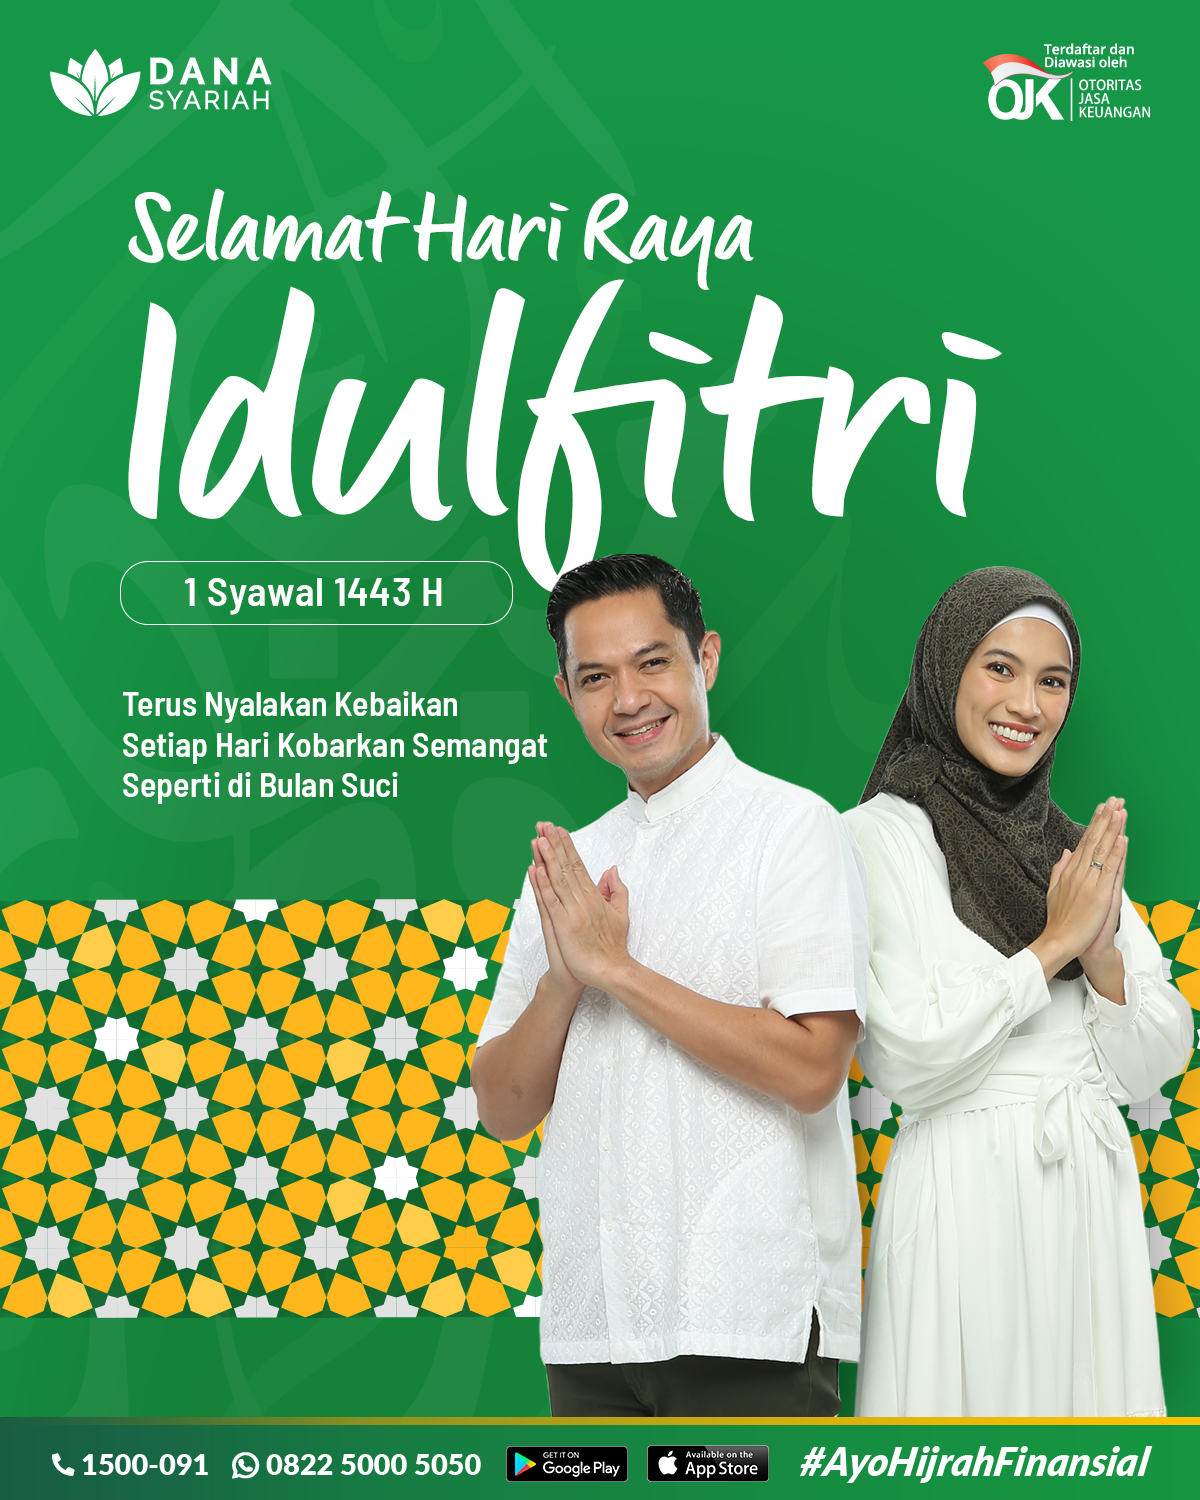 DANA
SYARIAH
Terdaftar dan
Diawasi oleh
OJK
OTORITAS
JASA
KEUANGAN
Selamat Hari Raya
Idulfitri
1 Syawal 1443 H
Terus Nyalakan Kebaikan
Setiap Hari Kobarkan Semangat
Seperti di Bulan Suci
1500-091
0822 5000 5050
GET IT ON
Google Play
Available on the
App Store
#AyoHijrahFinansial